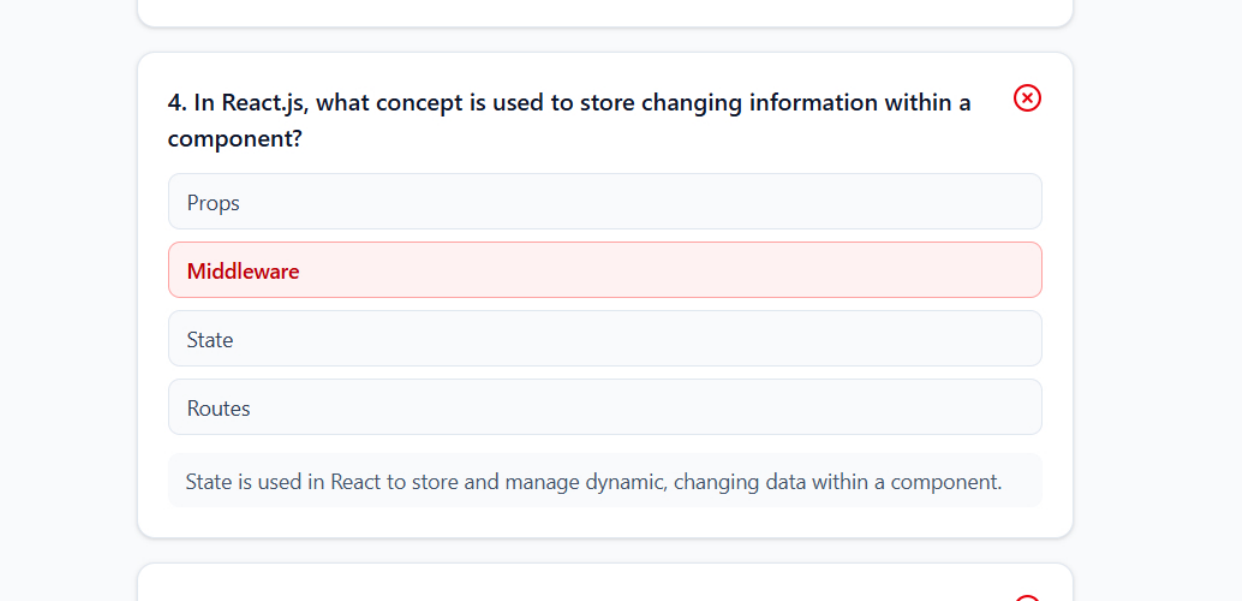 4. In React.js, what concept is used to store changing information within a
component?
Props
Middleware
State
Routes
State is used in React to store and manage dynamic, changing data within a component.